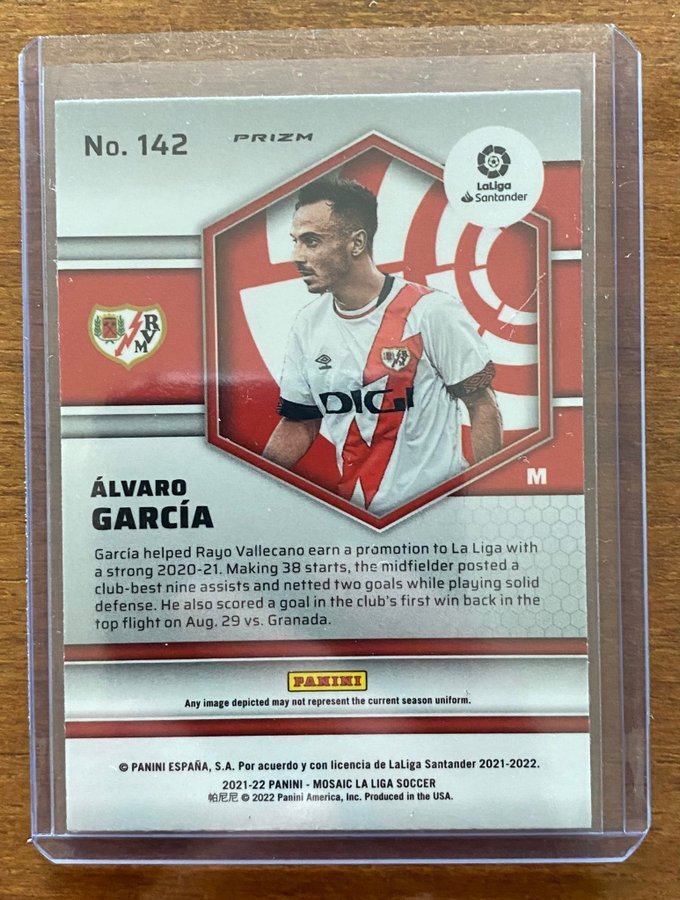 No. 142
PRIZM
LaLiga
Santander
RVM
DIGI
M
ÁLVARO
GARCÍA
García helped Rayo Vallecano earn a promotion to La Liga with
a strong 2020-21. Making 38 starts, the midfielder posted a
club-best nine assists and netted two goals while playing solid
defense. He also scored a goal in the club's first win back in the
top flight on Aug. 29 vs. Granada.
PANINI
Any image depicted may not represent the current season uniform.
© PANINI ESPAÑA, S.A. Por acuerdo y con licencia de LaLiga Santander 2021-2022.
2021-22 PANINI - MOSAIC LA LIGA SOCCER
帕尼尼 © 2022 Panini America, Inc. Produced in the USA.